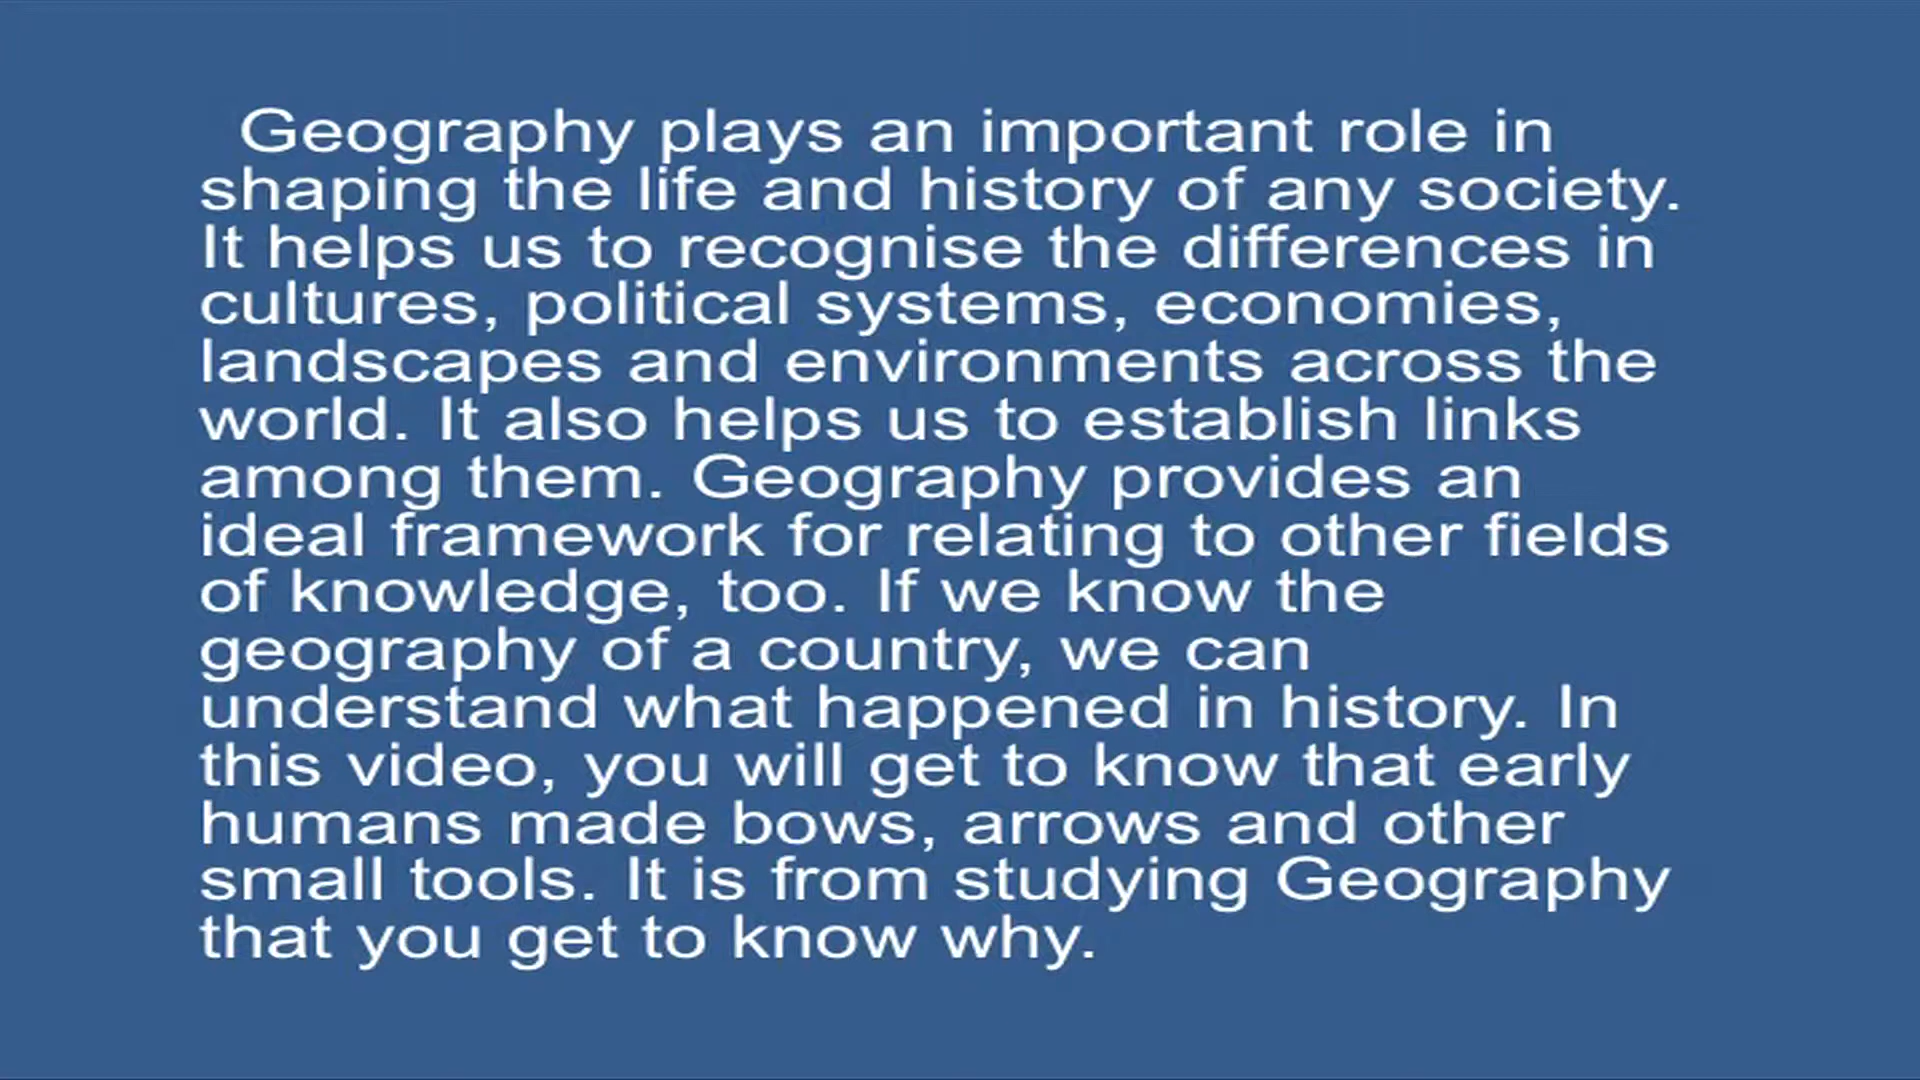 Geography plays an important role in
shaping the life and history of any society.
It helps us to recognise the differences in
cultures, political systems, economies,
landscapes and environments across the
world. It also helps us to establish links
among them. Geography provides an
ideal framework for relating to other fields
of knowledge, too. If we know the
geography of a country, we can
understand what happened in history. In
this video, you will get to know that early
humans made bows, arrows and other
small tools. It is from studying Geography
that you get to know why.